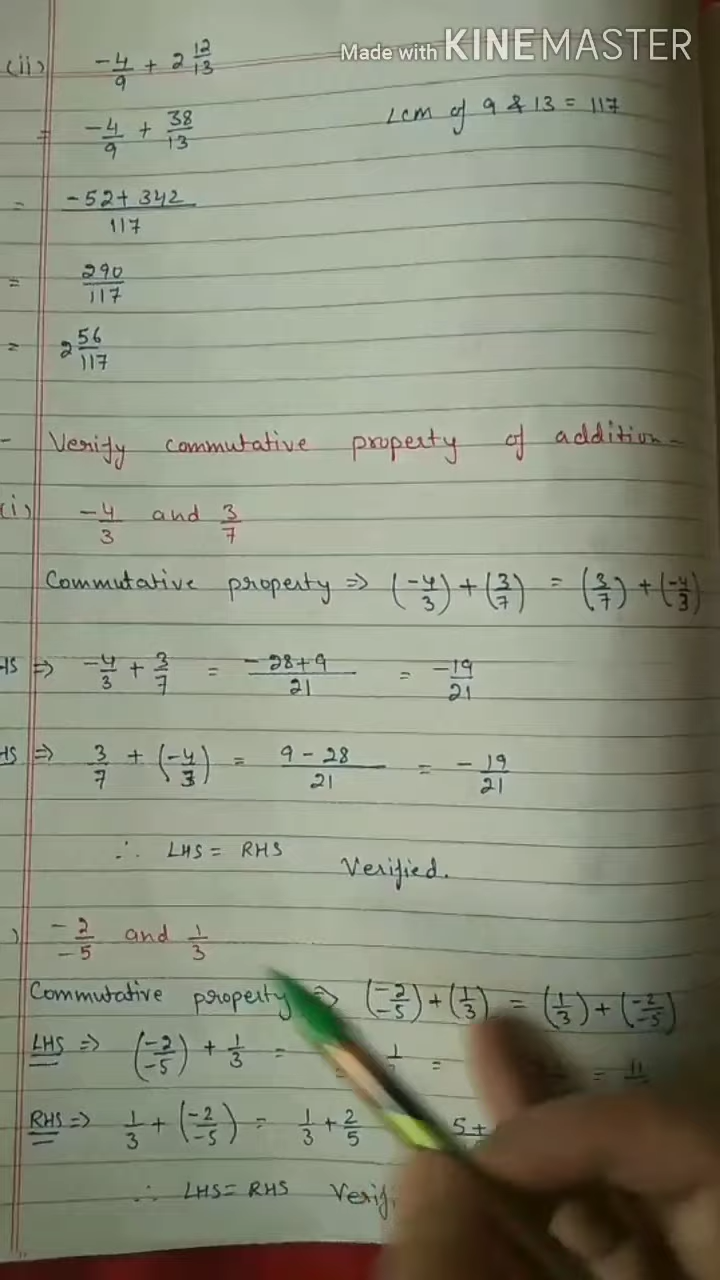 Made with KINEMASTER
(ii) -4/9 + 2 12/13
= -4/9 + 38/13 LCM of 9 & 13 = 117
= -52+342/117
= 290/117
= 2 56/117
- Verify commutative property of addition-
(i) -4/3 and 3/7
Commutative property => (-4/3) + (3/7) = (3/7) + (-4/3)
HS => -4/3 + 3/7 = -28+9/21 = -19/21
HS => 3/7 + (-4/3) = 9-28/21 = -19/21
∴ LHS = RHS Verified.
) -2/-5 and 1/3
Commutative property => (-2/-5) + (1/3) = (1/3) + (-2/-5)
LHS => (-2/-5) + 1/3 = = = 11
RHS => 1/3 + (-2/-5) = 1/3 + 2/5 5+
∴ LHS = RHS Verif